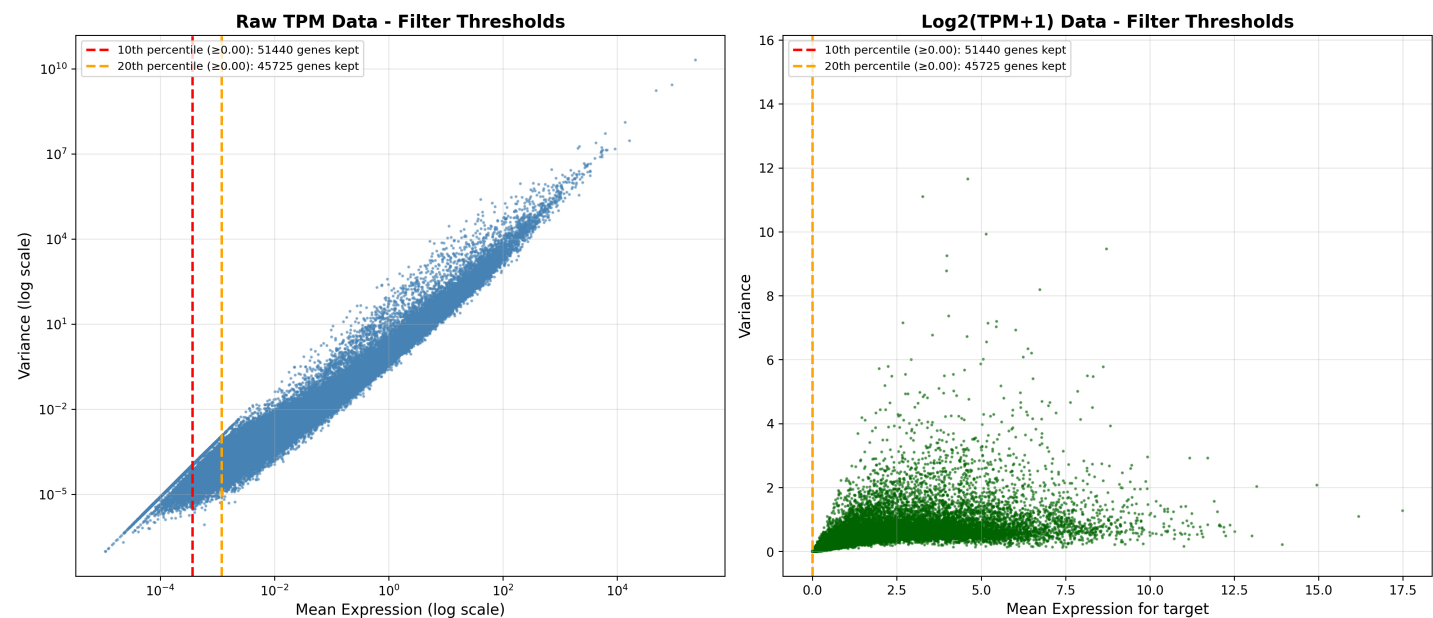 Raw TPM Data - Filter Thresholds
10th percentile (≥0.00): 51440 genes kept
20th percentile (≥0.00): 45725 genes kept
Variance (log scale)
10¹⁰
10⁷
10⁴
10¹
10⁻²
10⁻⁵
10⁻⁴ 10⁻² 10⁰ 10² 10⁴
Mean Expression (log scale)
Log2(TPM+1) Data - Filter Thresholds
10th percentile (≥0.00): 51440 genes kept
20th percentile (≥0.00): 45725 genes kept
Variance
16
14
12
10
8
6
4
2
0
0.0 2.5 5.0 7.5 10.0 12.5 15.0 17.5
Mean Expression for target